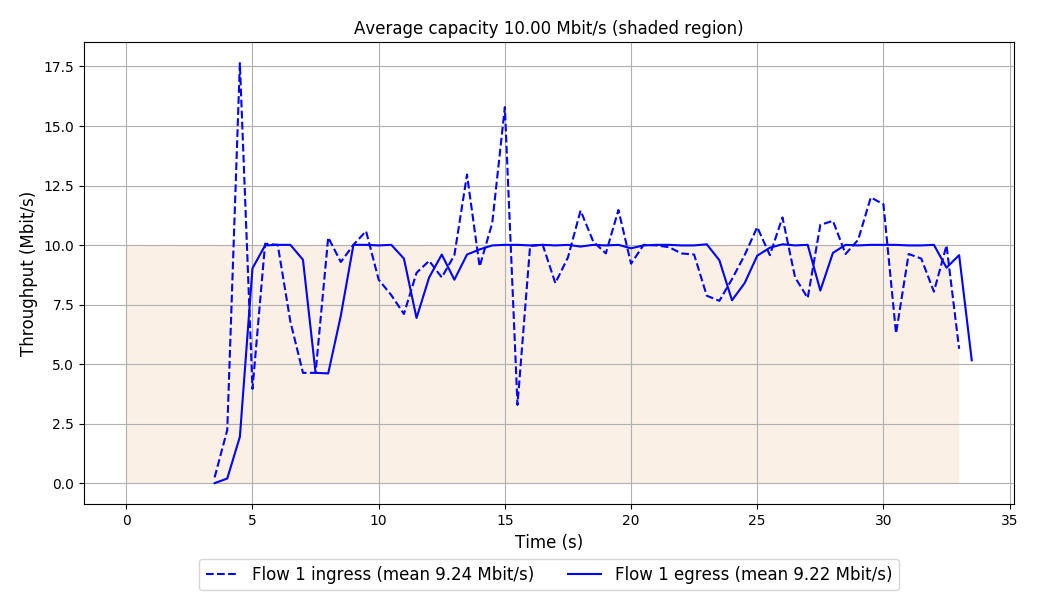 Average capacity 10.00 Mbit/s (shaded region)
17.5
15.0
12.5
10.0
7.5
5.0
2.5
0.0
Throughput (Mbit/s)
0 5 10 15 20 25 30 35
Time (s)
Flow 1 ingress (mean 9.24 Mbit/s) Flow 1 egress (mean 9.22 Mbit/s)